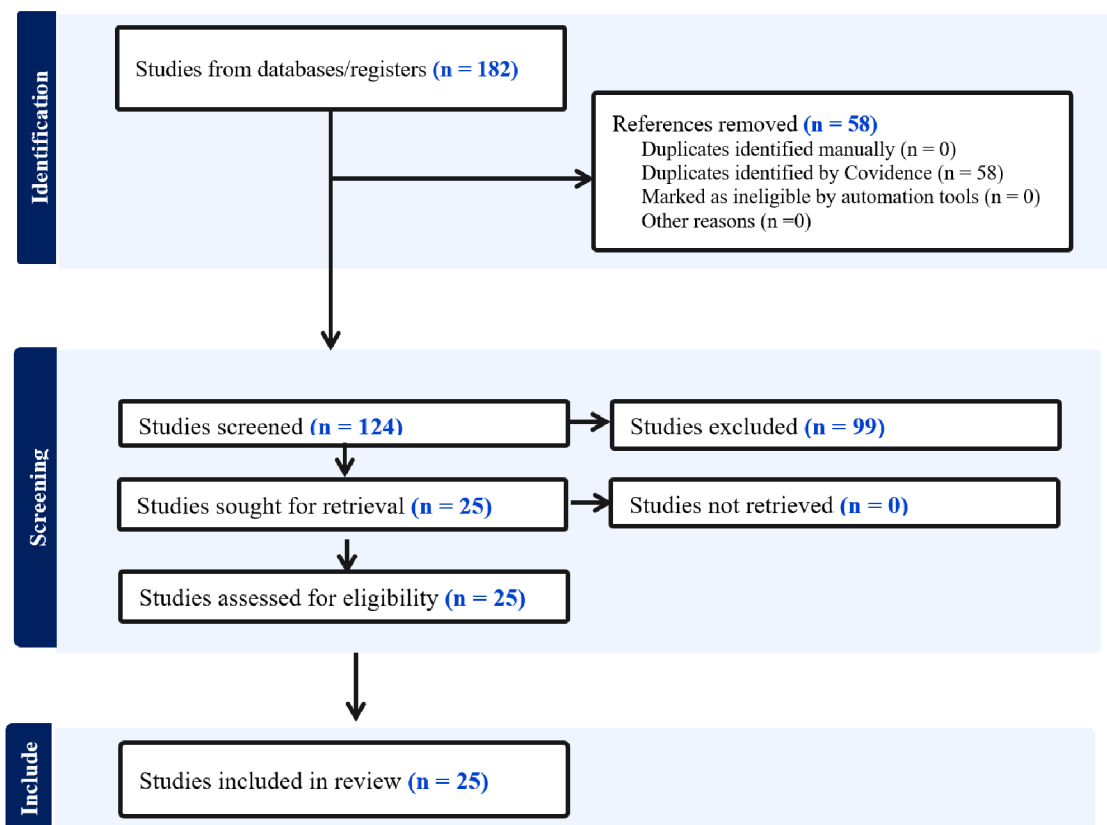 Identification
Studies from databases/registers (n = 182)
References removed (n = 58)
Duplicates identified manually (n = 0)
Duplicates identified by Covidence (n = 58)
Marked as ineligible by automation tools (n = 0)
Other reasons (n =0)
Screening
Studies screened (n = 124)
Studies excluded (n = 99)
Studies sought for retrieval (n = 25)
Studies not retrieved (n = 0)
Studies assessed for eligibility (n = 25)
Include
Studies included in review (n = 25)